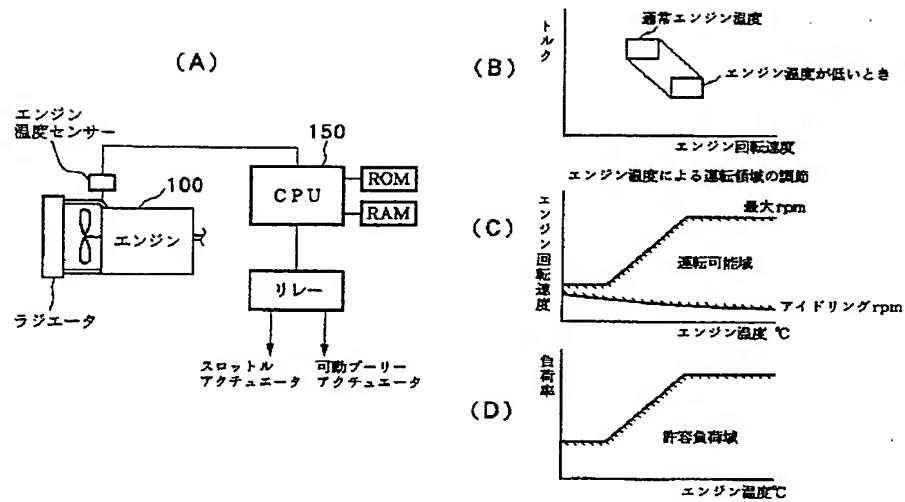 (A)
エンジン
温度センサー
150
CPU
ROM
RAM
100
エンジン
リレー
ラジエータ
スロットル
アクチュエータ
可動プーリー
アクチュエータ
(B)
トルク
通常エンジン温度
エンジン温度が低いとき
エンジン回転速度
エンジン温度による運転領域の調節
(C)
エンジン回転速度
最大rpm
運転可能域
アイドリングrpm
エンジン温度 ℃
(D)
負荷率
許容負荷域
エンジン温度℃